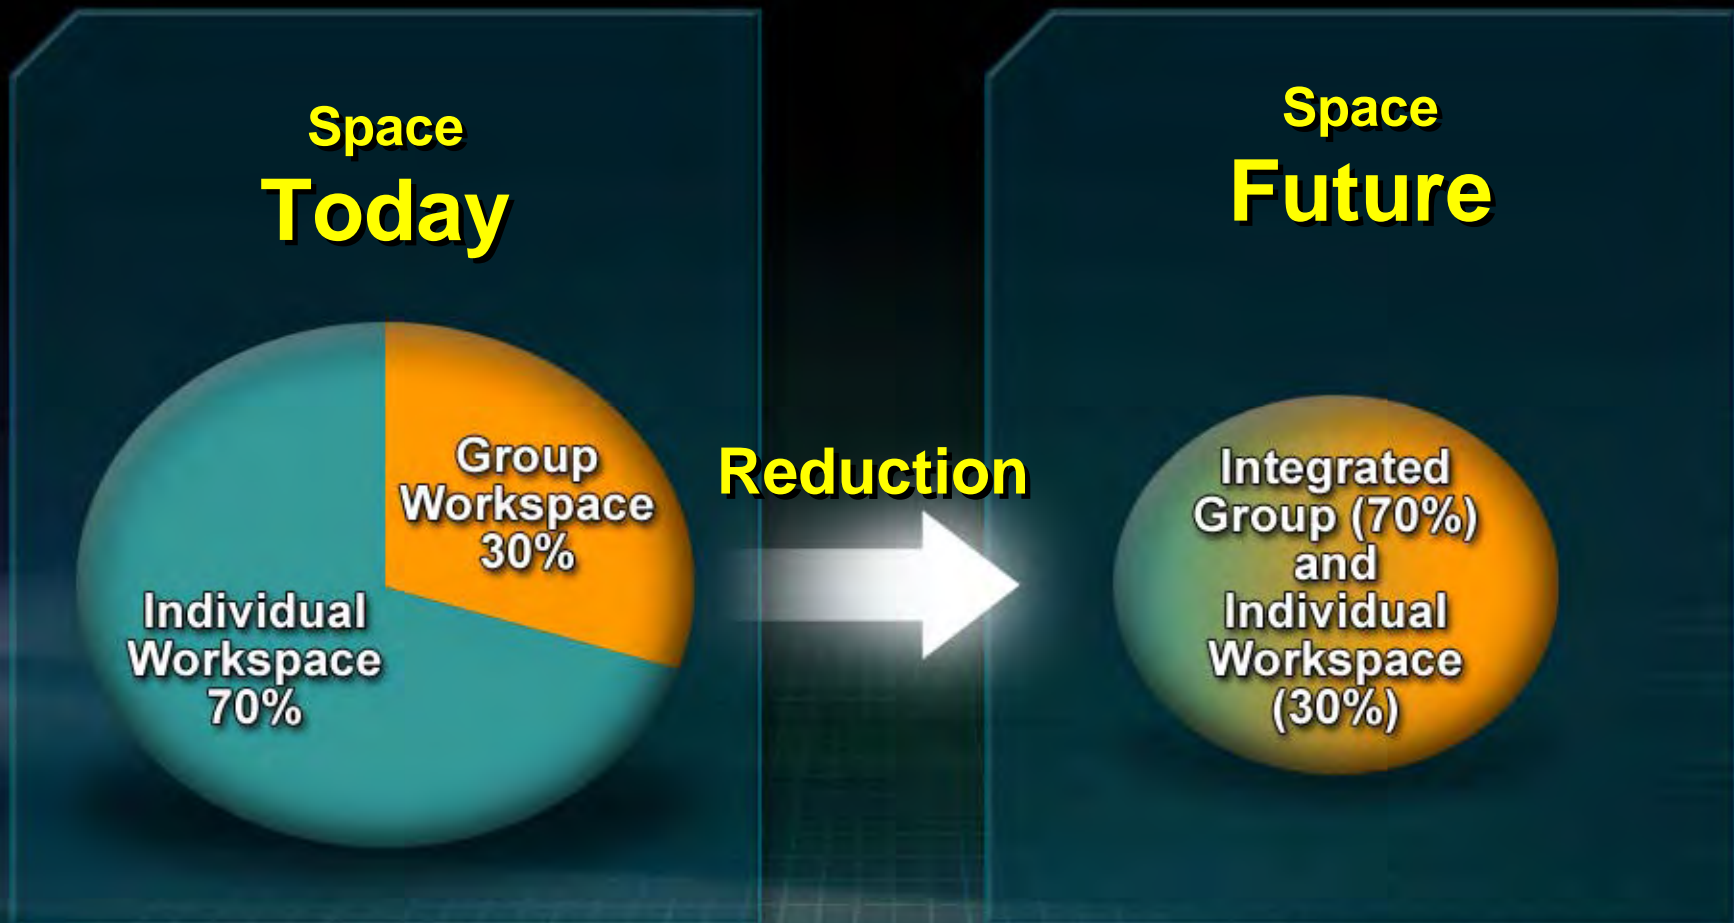 Space
Today
Group
Workspace
30%
Individual
Workspace
70%
Reduction
Space
Future
Integrated
Group (70%)
and
Individual
Workspace
(30%)